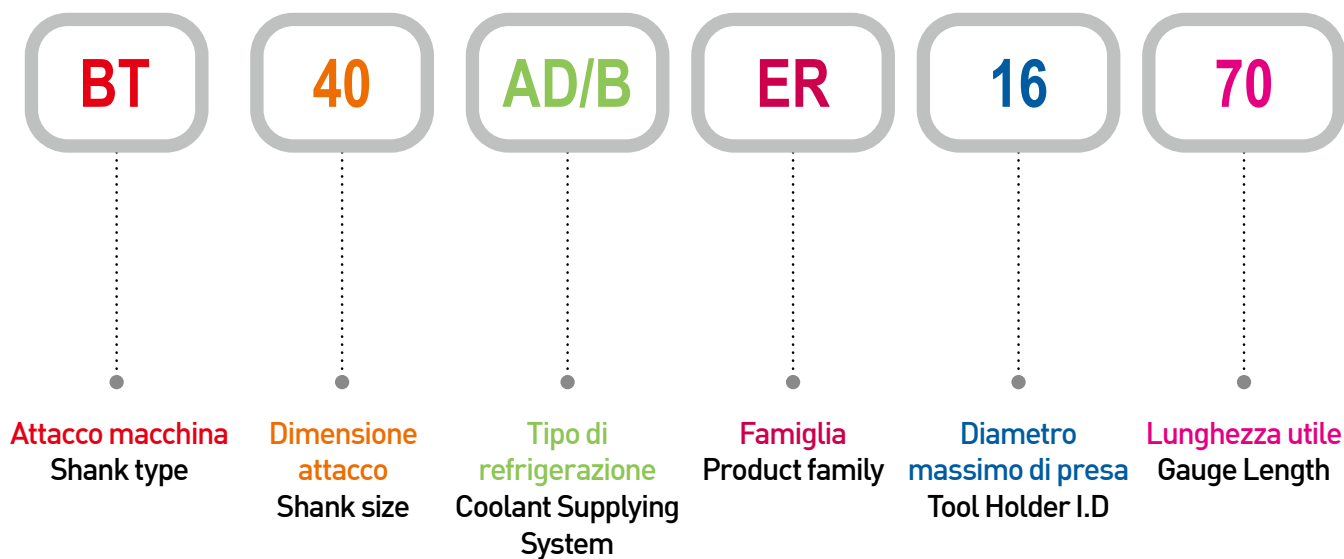 BT
40
AD/B
ER
16
70
Attacco macchina
Shank type
Dimensione
attacco
Shank size
Tipo di
refrigerazione
Coolant Supplying
System
Famiglia
Product family
Diametro
massimo di presa
Tool Holder I.D
Lunghezza utile
Gauge Length